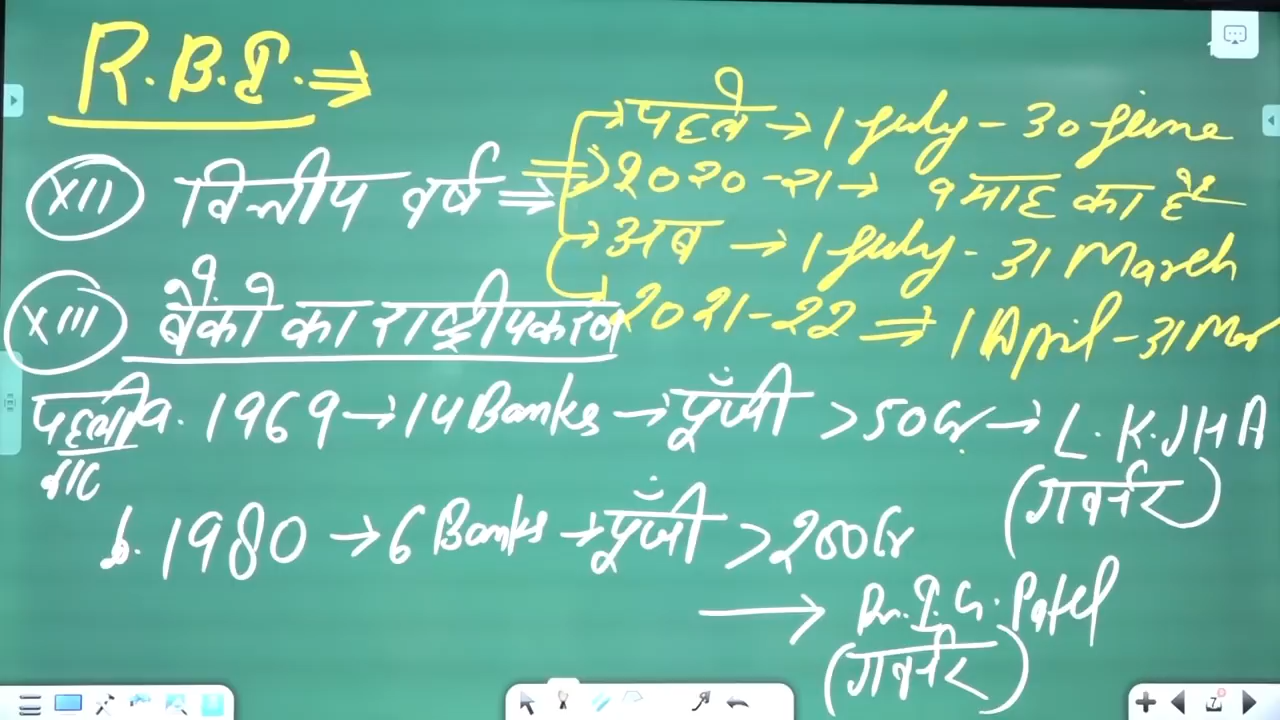 R.B.I. ⇒
पहले → 1 July - 30 June
XII वित्तीय वर्ष ⇒
2020-21 → 9 माह का है
अब → 1 July - 31 March
XIII बैंकों का राष्ट्रीयकरण
2021-22 ⇒ 1 April - 31 Mar
पहली a. 1969 → 14 Banks → पूँजी > 50 Cr → L.K.JHA
बार (गवर्नर)
b. 1980 → 6 Banks → पूँजी > 200 Cr
→ Dr. I.G. Patel
(गवर्नर)